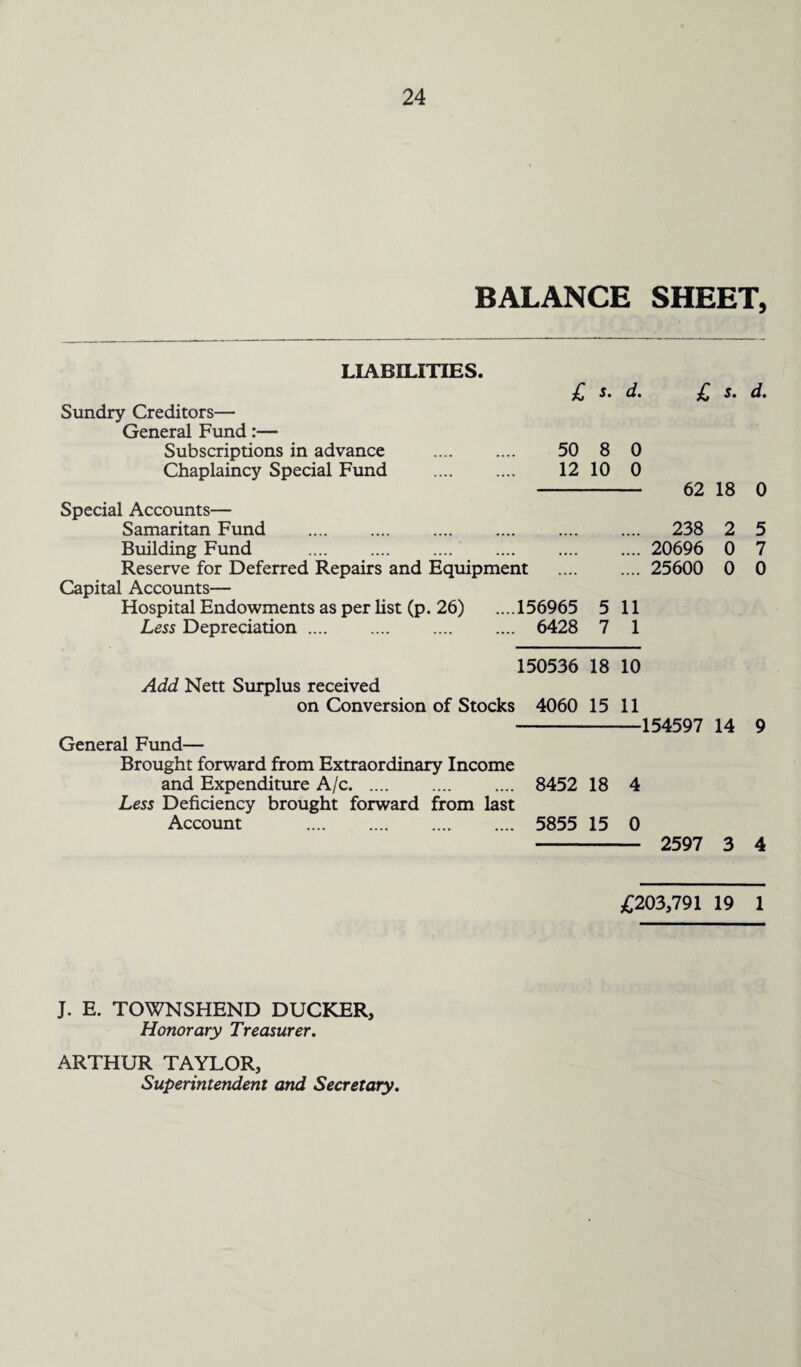 24
BALANCE SHEET,
LIABILITIES.
£ s. d. £ s. d.
Sundry Creditors—
General Fund :—
Subscriptions in advance .... .... 50 8 0
Chaplaincy Special Fund .... .... 12 10 0
62 18 0
Special Accounts—
Samaritan Fund .... .... .... .... .... .... 238 2 5
Building Fund .... .... .... .... .... .... 20696 0 7
Reserve for Deferred Repairs and Equipment .... .... 25600 0 0
Capital Accounts—
Hospital Endowments as per list (p. 26) ....156965 5 11
Less Depreciation .... .... .... .... 6428 7 1
150536 18 10
Add Nett Surplus received
on Conversion of Stocks 4060 15 11
154597 14 9
General Fund—
Brought forward from Extraordinary Income
and Expenditure A/c. .... .... .... 8452 18 4
Less Deficiency brought forward from last
Account .... .... .... .... 5855 15 0
2597 3 4
£203,791 19 1
J. E. TOWNSHEND DUCKER,
Honorary Treasurer.
ARTHUR TAYLOR,
Superintendent and Secretary.